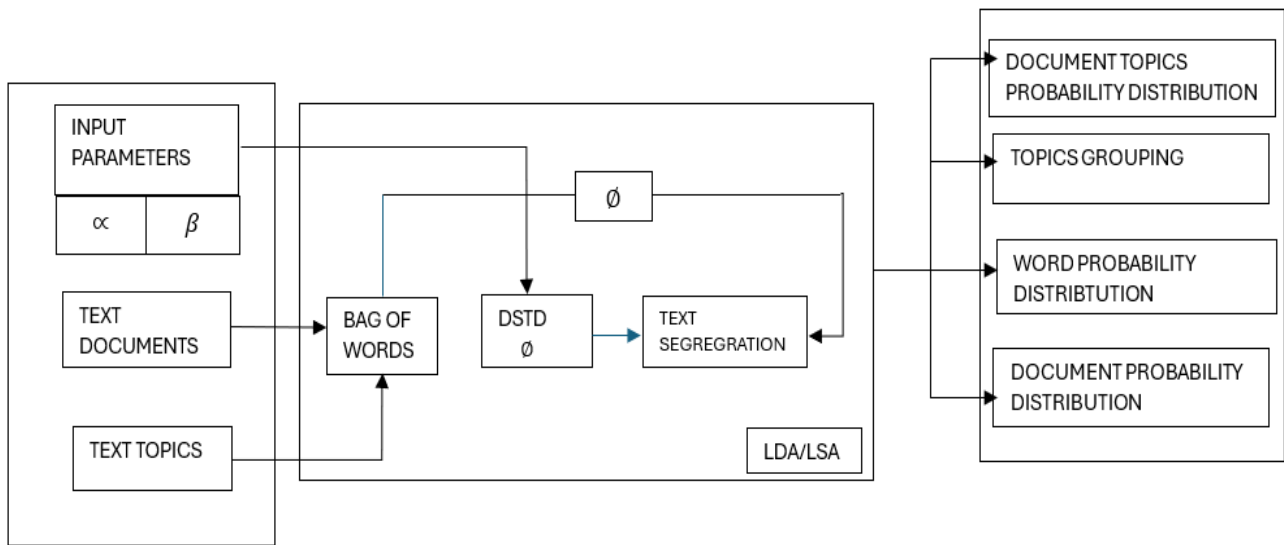 INPUT
PARAMETERS
∝
β
TEXT
DOCUMENTS
TEXT TOPICS
BAG OF
WORDS
∅
DSTD
∅
TEXT
SEGREGRATION
LDA/LSA
DOCUMENT TOPICS
PROBABILITY DISTRIBUTION
TOPICS GROUPING
WORD PROBABILITY
DISTRIBTUTION
DOCUMENT PROBABILITY
DISTRIBUTION